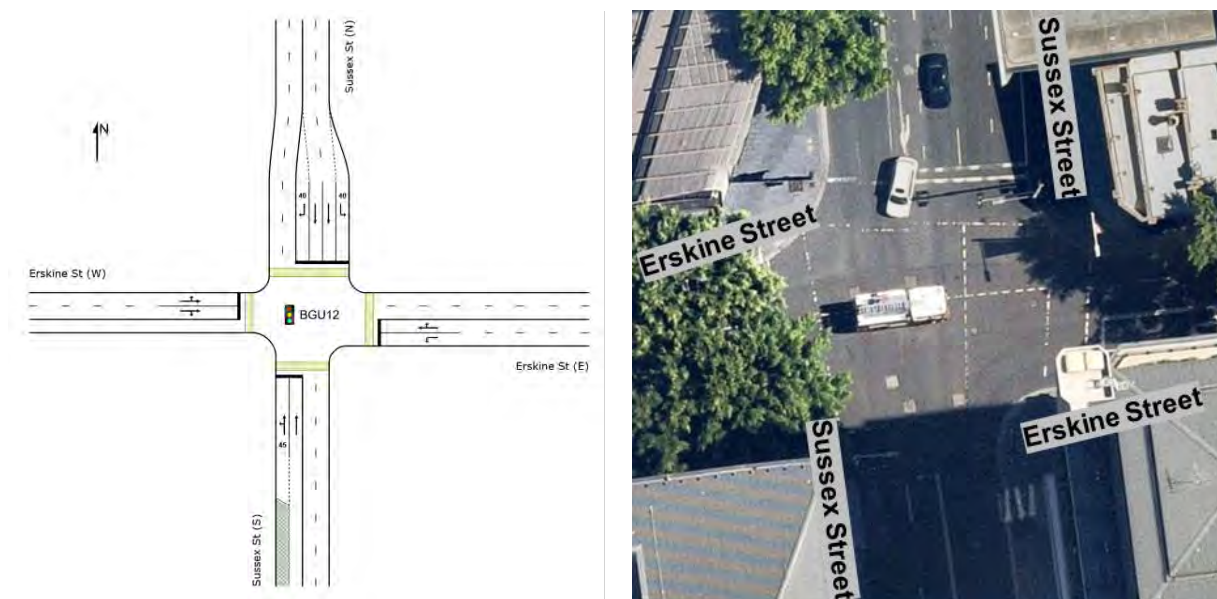 Sussex St (N)
N
40
40
Erskine St (W)
BGU12
Erskine St (E)
45
Sussex St (S)
Sussex Street
Erskine Street
Erskine Street
Sussex Street